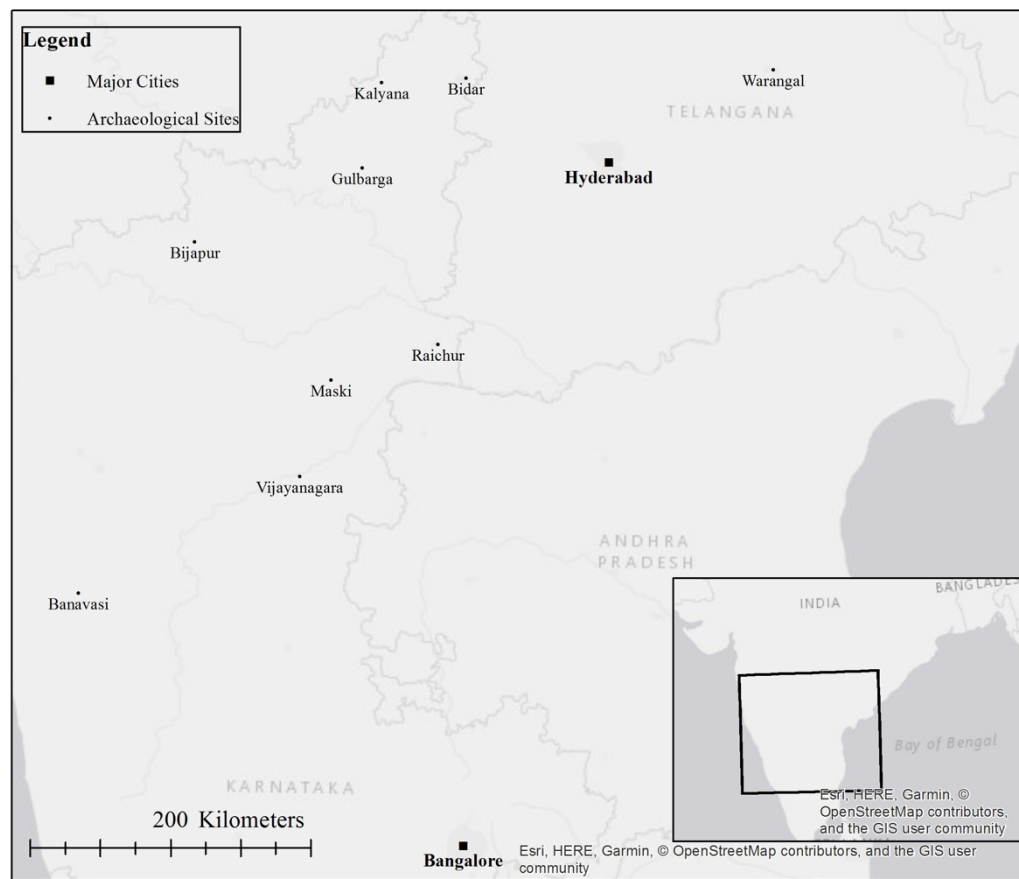 Legend
Major Cities
Archaeological Sites
Kalyana
Bidar
Warangal
TELANGANA
Gulbarga
Hyderabad
Bijapur
Raichur
Maski
Vijayanagara
ANDHRA
PRADESH
Banavasi
INDIA
BANGLADES
Bay of Bengal
KARNATAKA
200 Kilometers
Esri, HERE, Garmin, ©
OpenStreetMap contributors,
and the GIS user community
Bangalore
Esri, HERE, Garmin, © OpenStreetMap contributors, and the GIS user
community